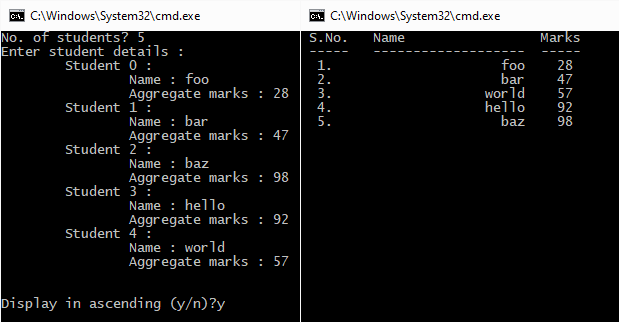 C:\Windows\System32\cmd.exe
No. of students? 5
Enter student details :
Student 0 :
Name : foo
Aggregate marks : 28
Student 1 :
Name : bar
Aggregate marks : 47
Student 2 :
Name : baz
Aggregate marks : 98
Student 3 :
Name : hello
Aggregate marks : 92
Student 4 :
Name : world
Aggregate marks : 57
Display in ascending (y/n)?y
C:\Windows\System32\cmd.exe
S.No. Name Marks
----- ------------------- -----
1. foo 28
2. bar 47
3. world 57
4. hello 92
5. baz 98